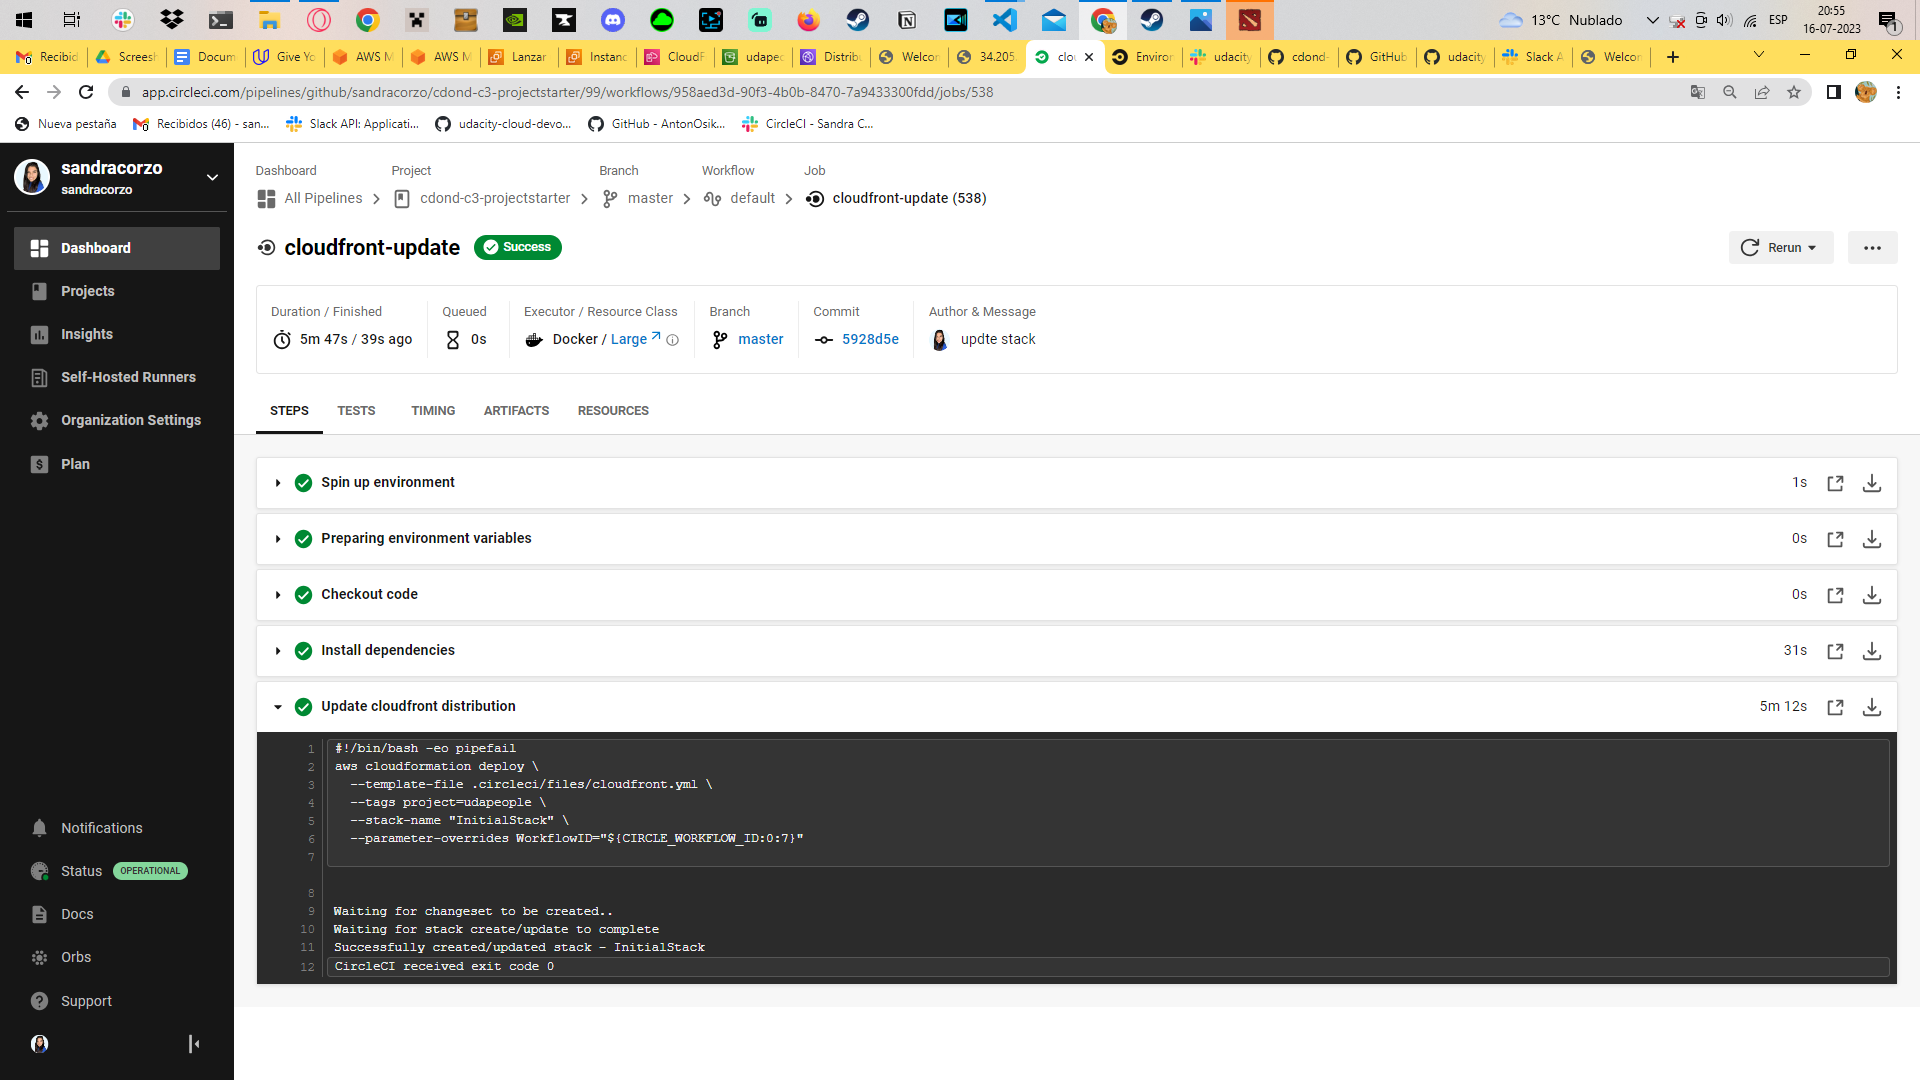 13°C Nublado
ESP
20:55
16-07-2023
1
Recibid
Screesh
Docum
Give Yo
AWS M
AWS M
Lanzar
Instanc
CloudF
udapec
Distribu
Welcon
34.205.
clou
Environ
udacity
cdond-
GitHub
udacity
Slack A
Welcon
app.circleci.com/pipelines/github/sandracorzo/cdond-c3-projectstarter/99/workflows/958aed3d-90f3-4b0b-8470-7a9433300fdd/jobs/538
Nueva pestaña
Recibidos (46) - san...
Slack API: Applicati...
udacity-cloud-devo...
GitHub - AntonOsik...
CircleCI - Sandra C...
sandracorzo
sandracorzo
Dashboard
Projects
Insights
Self-Hosted Runners
Organization Settings
Plan
Notifications
Status OPERATIONAL
Docs
Orbs
Support
Dashboard Project Branch Workflow Job
All Pipelines cdond-c3-projectstarter master default cloudfront-update (538)
cloudfront-update Success
Rerun
Duration / Finished
5m 47s / 39s ago
Queued
0s
Executor / Resource Class
Docker / Large
Branch
master
Commit
5928d5e
Author & Message
updte stack
STEPS TESTS TIMING ARTIFACTS RESOURCES
Spin up environment 1s
Preparing environment variables 0s
Checkout code 0s
Install dependencies 31s
Update cloudfront distribution 5m 12s
1 #!/bin/bash -eo pipefail
2 aws cloudformation deploy \
3 --template-file .circleci/files/cloudfront.yml \
4 --tags project=udapeople \
5 --stack-name "InitialStack" \
6 --parameter-overrides WorkflowID="${CIRCLE_WORKFLOW_ID:0:7}"
7
8
9 Waiting for changeset to be created..
10 Waiting for stack create/update to complete
11 Successfully created/updated stack - InitialStack
12 CircleCI received exit code 0